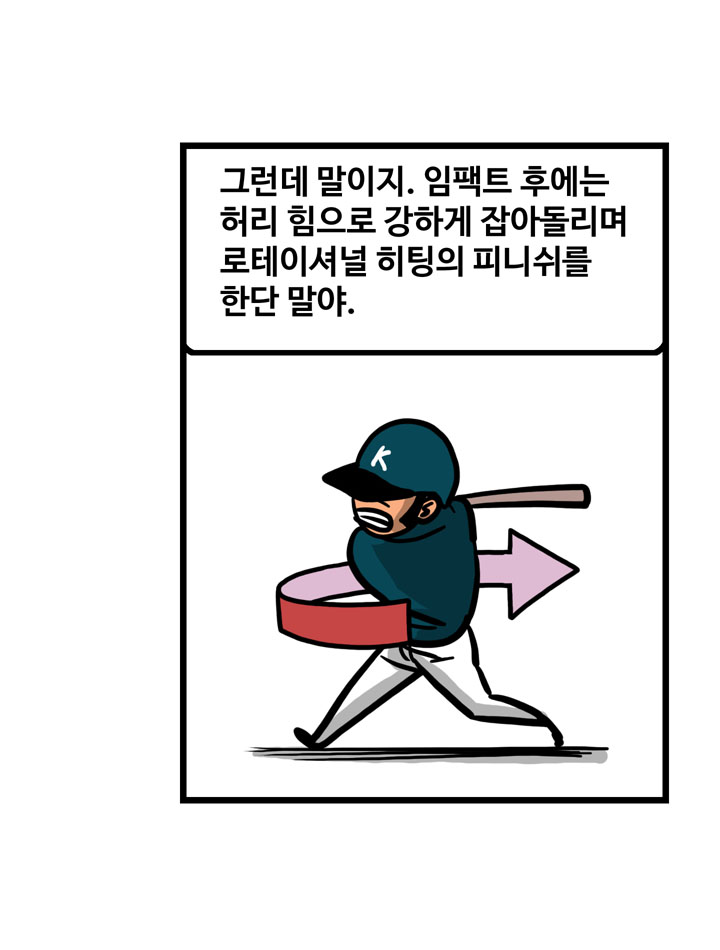 그런데 말이지. 임팩트 후에는
허리 힘으로 강하게 잡아돌리며
로테이셔널 히팅의 피니쉬를
한단 말야.
K